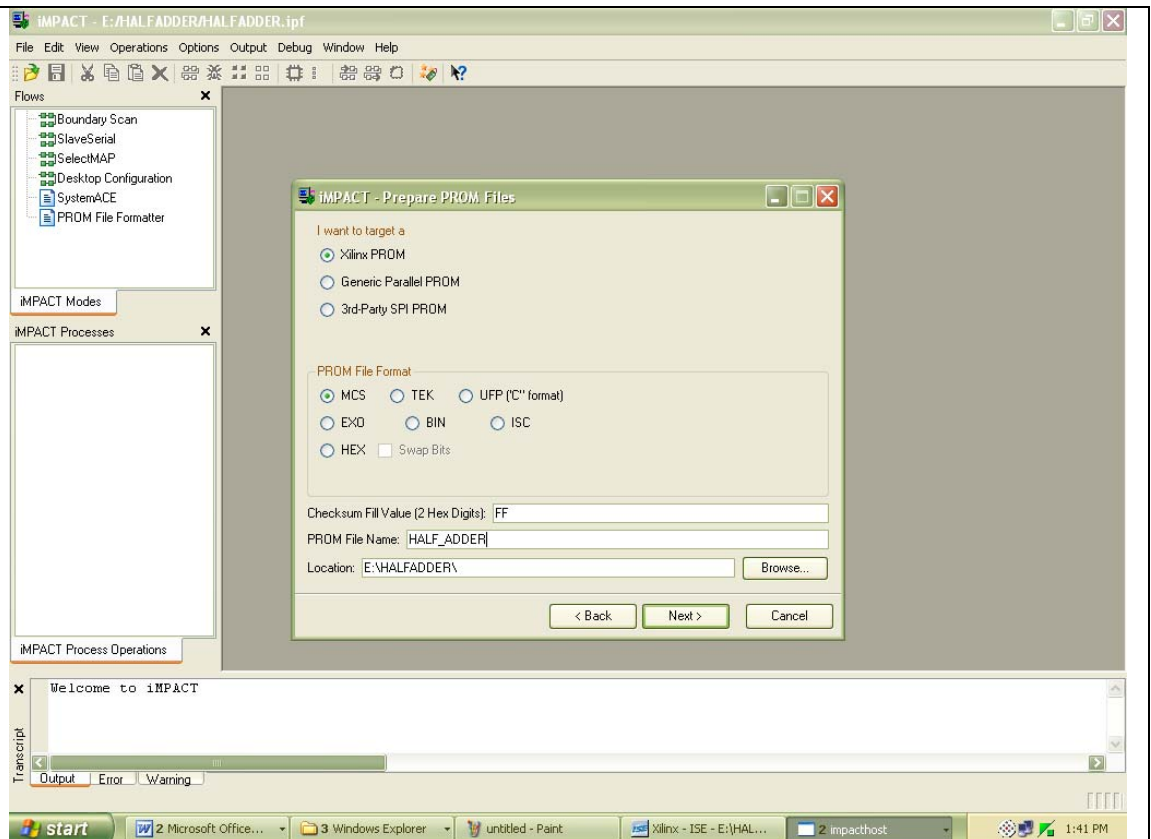 iMPACT - E:/HALFADDER/HALFADDER.ipf
File Edit View Operations Options Output Debug Window Help
Flows
Boundary Scan
SlaveSerial
SelectMAP
Desktop Configuration
SystemACE
PROM File Formatter
iMPACT Modes
iMPACT Processes
iMPACT Process Operations
iMPACT - Prepare PROM Files
I want to target a
Xilinx PROM
Generic Parallel PROM
3rd-Party SPI PROM
PROM File Format
MCS TEK UFP ("C" format)
EXO BIN ISC
HEX Swap Bits
Checksum Fill Value (2 Hex Digits): FF
PROM File Name: HALF_ADDER
Location: E:\HALFADDER\ Browse...
< Back Next > Cancel
Welcome to iMPACT
Transcript
Output Error Warning
start 2 Microsoft Office... 3 Windows Explorer untitled - Paint Xilinx - ISE - E:\HAL... 2 impacthost 1:41 PM